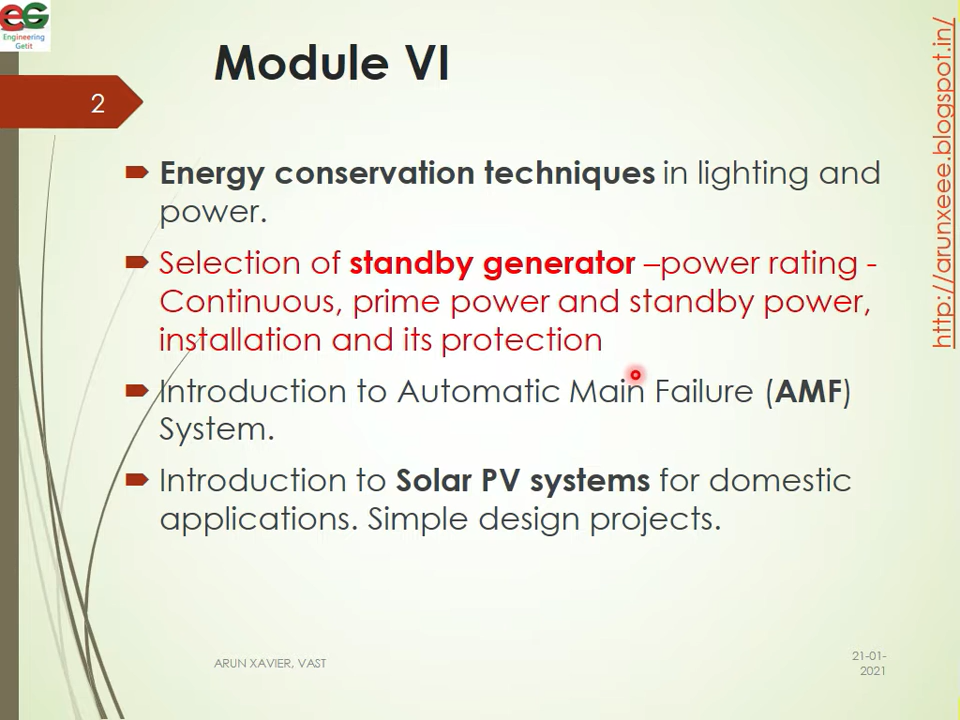 EG
Engineering
Getit
Module VI
2
Energy conservation techniques in lighting and
power.
Selection of standby generator –power rating -
Continuous, prime power and standby power,
installation and its protection
Introduction to Automatic Main Failure (AMF)
System.
Introduction to Solar PV systems for domestic
applications. Simple design projects.
http://arunxeee.blogspot.in/
ARUN XAVIER, VAST
21-01-
2021